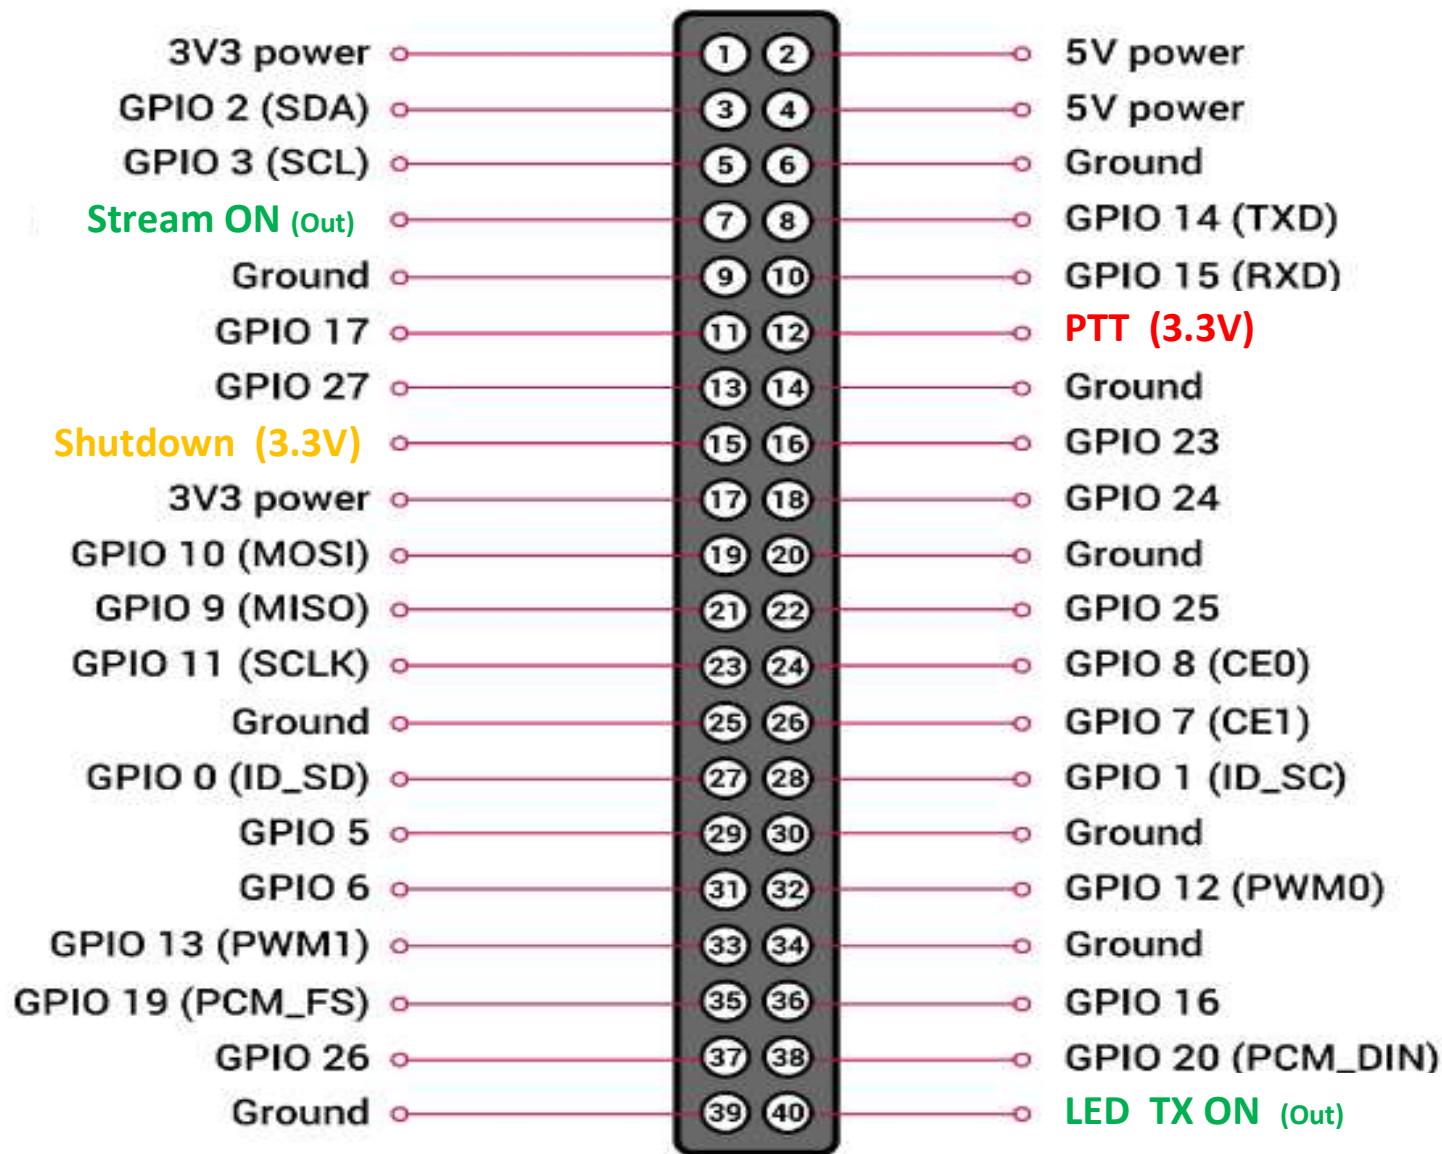 3V3 power 1 2 5V power
GPIO 2 (SDA) 3 4 5V power
GPIO 3 (SCL) 5 6 Ground
Stream ON (Out) 7 8 GPIO 14 (TXD)
Ground 9 10 GPIO 15 (RXD)
GPIO 17 11 12 PTT (3.3V)
GPIO 27 13 14 Ground
Shutdown (3.3V) 15 16 GPIO 23
3V3 power 17 18 GPIO 24
GPIO 10 (MOSI) 19 20 Ground
GPIO 9 (MISO) 21 22 GPIO 25
GPIO 11 (SCLK) 23 24 GPIO 8 (CE0)
Ground 25 26 GPIO 7 (CE1)
GPIO 0 (ID_SD) 27 28 GPIO 1 (ID_SC)
GPIO 5 29 30 Ground
GPIO 6 31 32 GPIO 12 (PWM0)
GPIO 13 (PWM1) 33 34 Ground
GPIO 19 (PCM_FS) 35 36 GPIO 16
GPIO 26 37 38 GPIO 20 (PCM_DIN)
Ground 39 40 LED TX ON (Out)